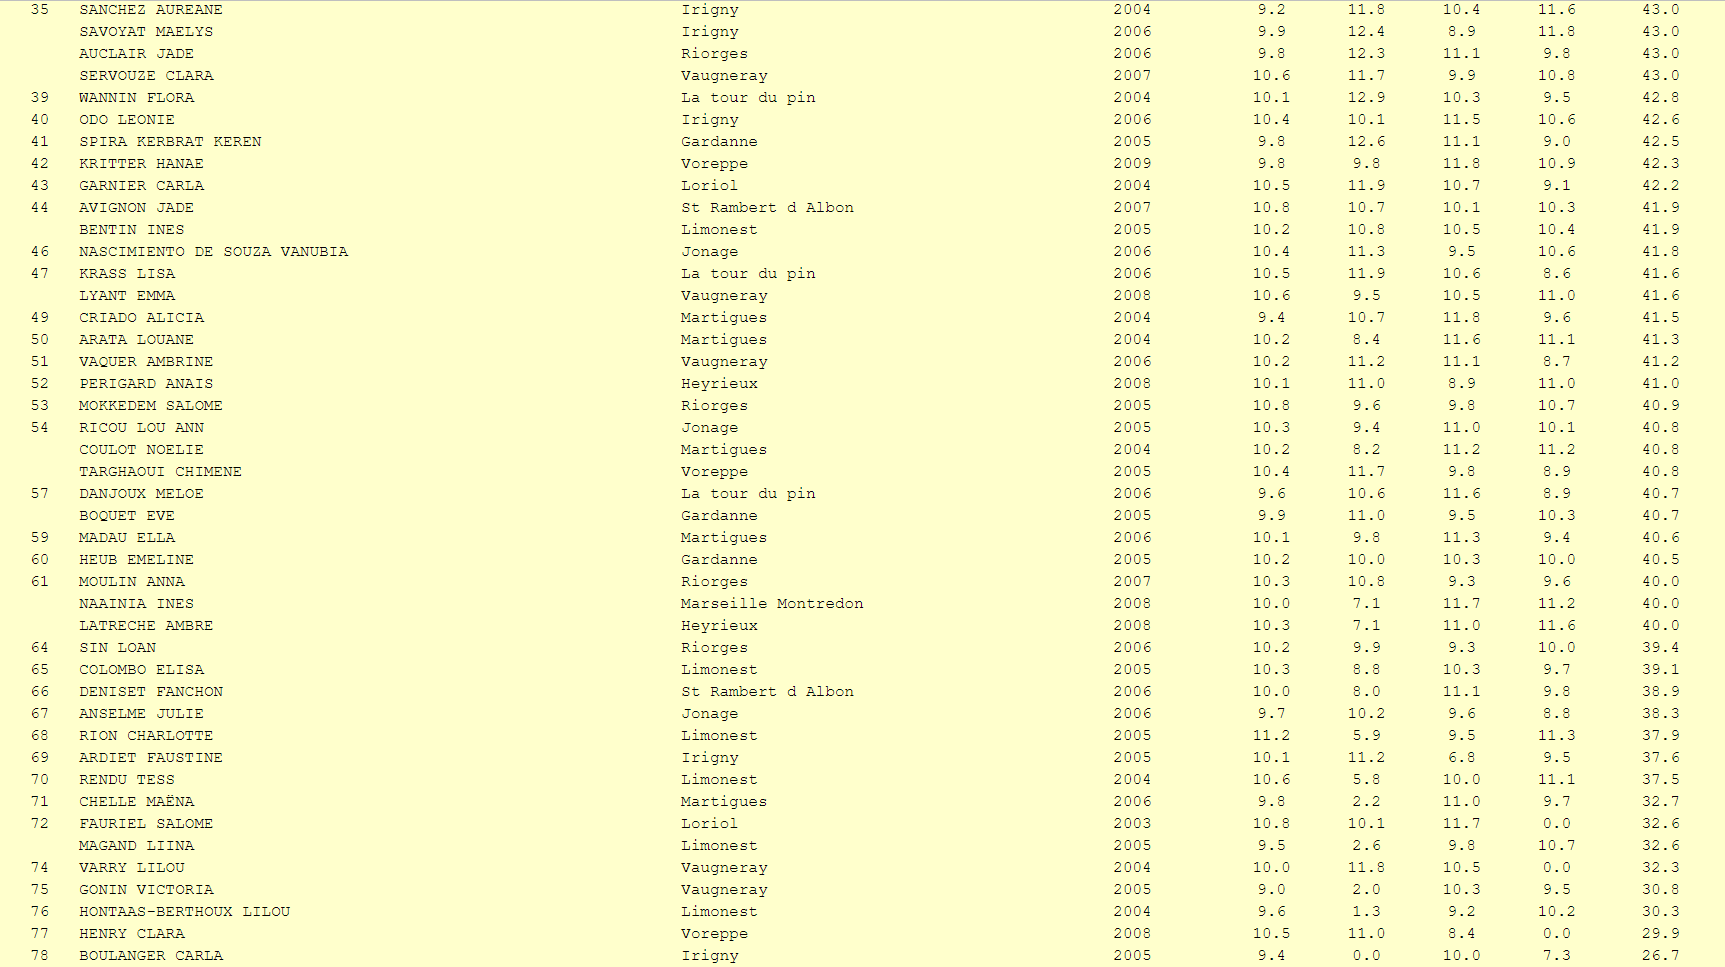 35 SANCHEZ AUREANE Irigny 2004 9.2 11.8 10.4 11.6 43.0
SAVOYAT MAELYS Irigny 2006 9.9 12.4 8.9 11.8 43.0
AUCLAIR JADE Riorges 2006 9.8 12.3 11.1 9.8 43.0
SERVOUZE CLARA Vaugneray 2007 10.6 11.7 9.9 10.8 43.0
39 WANNIN FLORA La tour du pin 2004 10.1 12.9 10.3 9.5 42.8
40 ODO LEONIE Irigny 2006 10.4 10.1 11.5 10.6 42.6
41 SPIRA KERBRAT KEREN Gardanne 2005 9.8 12.6 11.1 9.0 42.5
42 KRITTER HANAE Voreppe 2009 9.8 9.8 11.8 10.9 42.3
43 GARNIER CARLA Loriol 2004 10.5 11.9 10.7 9.1 42.2
44 AVIGNON JADE St Rambert d Albon 2007 10.8 10.7 10.1 10.3 41.9
BENTIN INES Limonest 2005 10.2 10.8 10.5 10.4 41.9
46 NASCIMIENTO DE SOUZA VANUBIA Jonage 2006 10.4 11.3 9.5 10.6 41.8
47 KRASS LISA La tour du pin 2006 10.5 11.9 10.6 8.6 41.6
LYANT EMMA Vaugneray 2008 10.6 9.5 10.5 11.0 41.6
49 CRIADO ALICIA Martigues 2004 9.4 10.7 11.8 9.6 41.5
50 ARATA LOUANE Martigues 2004 10.2 8.4 11.6 11.1 41.3
51 VAQUER AMBRINE Vaugneray 2006 10.2 11.2 11.1 8.7 41.2
52 PERIGARD ANAIS Heyrieux 2008 10.1 11.0 8.9 11.0 41.0
53 MOKKEDEM SALOME Riorges 2005 10.8 9.6 9.8 10.7 40.9
54 RICOU LOU ANN Jonage 2005 10.3 9.4 11.0 10.1 40.8
COULOT NOELIE Martigues 2004 10.2 8.2 11.2 11.2 40.8
TARGHAOUI CHIMENE Voreppe 2005 10.4 11.7 9.8 8.9 40.8
57 DANJOUX MELOE La tour du pin 2006 9.6 10.6 11.6 8.9 40.7
BOQUET EVE Gardanne 2005 9.9 11.0 9.5 10.3 40.7
59 MADAU ELLA Martigues 2006 10.1 9.8 11.3 9.4 40.6
60 HEUB EMELINE Gardanne 2005 10.2 10.0 10.3 10.0 40.5
61 MOULIN ANNA Riorges 2007 10.3 10.8 9.3 9.6 40.0
NAAINIA INES Marseille Montredon 2008 10.0 7.1 11.7 11.2 40.0
LATRECHE AMBRE Heyrieux 2008 10.3 7.1 11.0 11.6 40.0
64 SIN LOAN Riorges 2006 10.2 9.9 9.3 10.0 39.4
65 COLOMBO ELISA Limonest 2005 10.3 8.8 10.3 9.7 39.1
66 DENISET FANCHON St Rambert d Albon 2006 10.0 8.0 11.1 9.8 38.9
67 ANSELME JULIE Jonage 2006 9.7 10.2 9.6 8.8 38.3
68 RION CHARLOTTE Limonest 2005 11.2 5.9 9.5 11.3 37.9
69 ARDIET FAUSTINE Irigny 2005 10.1 11.2 6.8 9.5 37.6
70 RENDU TESS Limonest 2004 10.6 5.8 10.0 11.1 37.5
71 CHELLE MAËNA Martigues 2006 9.8 2.2 11.0 9.7 32.7
72 FAURIEL SALOME Loriol 2003 10.8 10.1 11.7 0.0 32.6
MAGAND LIINA Limonest 2005 9.5 2.6 9.8 10.7 32.6
74 VARRY LILOU Vaugneray 2004 10.0 11.8 10.5 0.0 32.3
75 GONIN VICTORIA Vaugneray 2005 9.0 2.0 10.3 9.5 30.8
76 HONTAAS-BERTHOUX LILOU Limonest 2004 9.6 1.3 9.2 10.2 30.3
77 HENRY CLARA Voreppe 2008 10.5 11.0 8.4 0.0 29.9
78 BOULANGER CARLA Irigny 2005 9.4 0.0 10.0 7.3 26.7